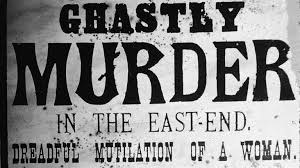 GHASTLY
MURDER
IN THE EAST-END.
DREADFUL MUTILATION OF A WOMAN.